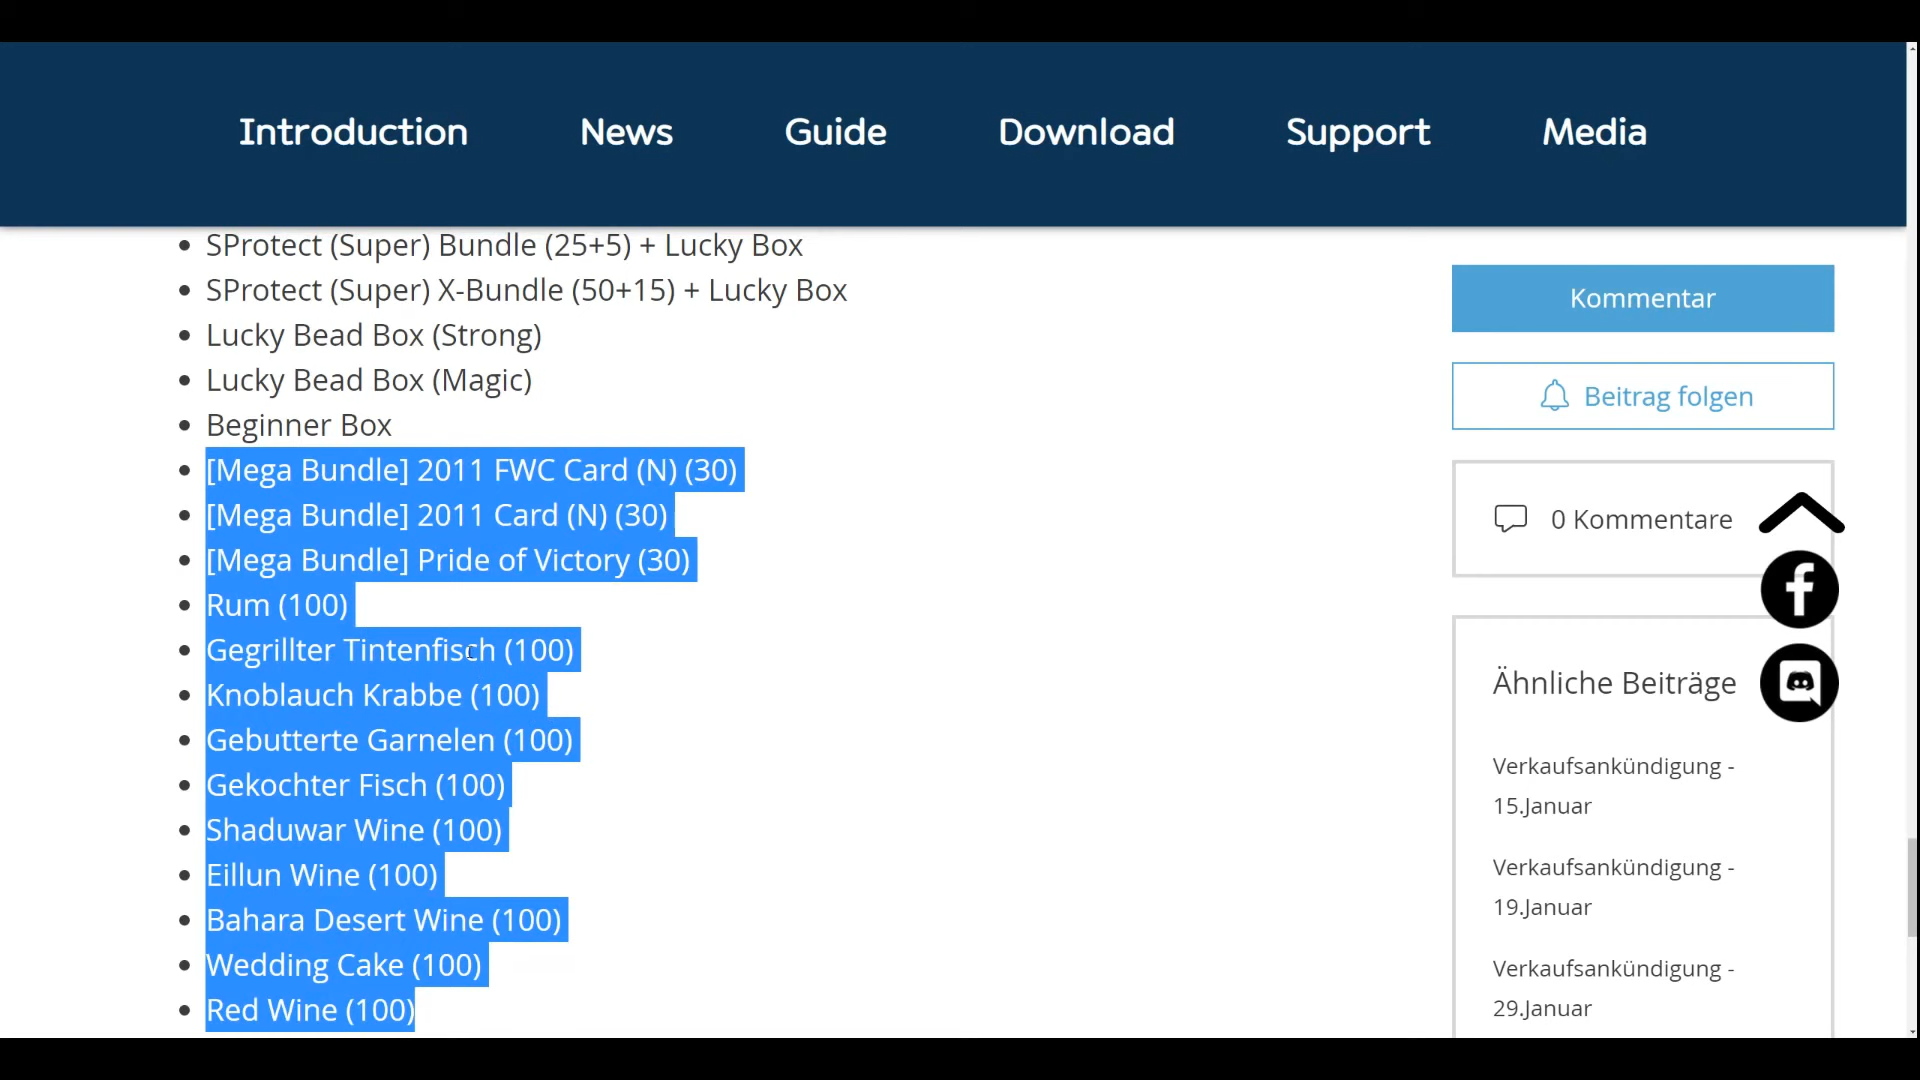 Introduction News Guide Download Support Media
SProtect (Super) Bundle (25+5) + Lucky Box
SProtect (Super) X-Bundle (50+15) + Lucky Box
Lucky Bead Box (Strong)
Lucky Bead Box (Magic)
Beginner Box
[Mega Bundle] 2011 FWC Card (N) (30)
[Mega Bundle] 2011 Card (N) (30)
[Mega Bundle] Pride of Victory (30)
Rum (100)
Gegrillter Tintenfisch (100)
Knoblauch Krabbe (100)
Gebutterte Garnelen (100)
Gekochter Fisch (100)
Shaduwar Wine (100)
Eillun Wine (100)
Bahara Desert Wine (100)
Wedding Cake (100)
Red Wine (100)
Kommentar
Beitrag folgen
0 Kommentare
Ähnliche Beiträge
Verkaufsankündigung -
15.Januar
Verkaufsankündigung -
19.Januar
Verkaufsankündigung -
29.Januar